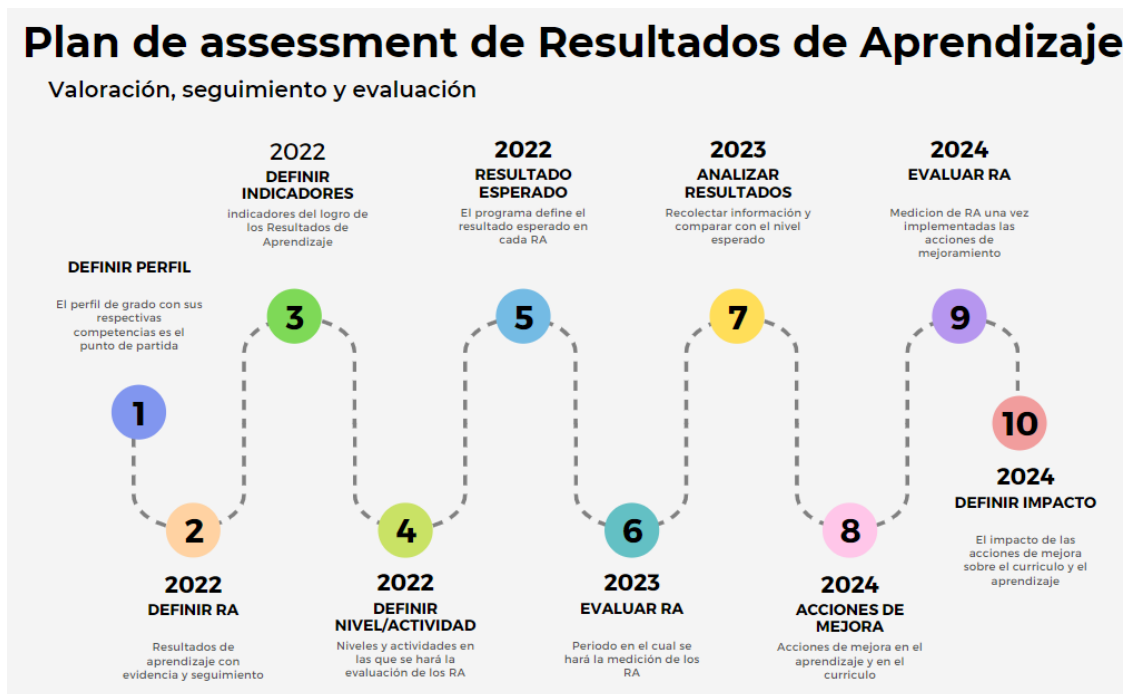 Plan de assessment de Resultados de Aprendizaje
Valoración, seguimiento y evaluación
DEFINIR PERFIL
El perfil de grado con sus
respectivas
competencias es el
punto de partida
1
2
2022
DEFINIR RA
Resultados de
aprendizaje con
evidencia y seguimiento
2022
DEFINIR
INDICADORES
indicadores del logro de
los Resultados de
Aprendizaje
3
4
2022
DEFINIR
NIVEL/ACTIVIDAD
Niveles y actividades en
las que se hará la
evaluación de los RA
2022
RESULTADO
ESPERADO
El programa define el
resultado esperado en
cada RA
5
6
2023
EVALUAR RA
Periodo en el cual se
hará la medición de los
RA
2023
ANALIZAR
RESULTADOS
Recolectar información y
comparar con el nivel
esperado
7
8
2024
ACCIONES DE
MEJORA
Acciones de mejora en el
aprendizaje y en el
curriculo
2024
EVALUAR RA
Medicion de RA una vez
implementadas las
acciones de
mejoramiento
9
10
2024
DEFINIR IMPACTO
El impacto de las
acciones de mejora
sobre el curriculo y el
aprendizaje